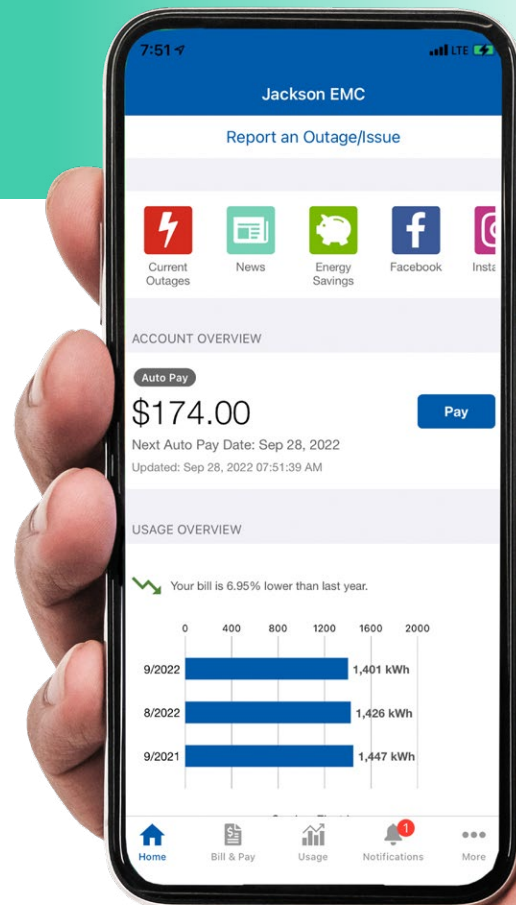 7:51
LTE
Jackson EMC
Report an Outage/Issue
Current
Outages
News
Energy
Savings
Facebook
Insta
ACCOUNT OVERVIEW
Auto Pay
$174.00
Pay
Next Auto Pay Date: Sep 28, 2022
Updated: Sep 28, 2022 07:51:39 AM
USAGE OVERVIEW
Your bill is 6.95% lower than last year.
0 400 800 1200 1600 2000
9/2022 1,401 kWh
8/2022 1,426 kWh
9/2021 1,447 kWh
1
Home Bill & Pay Usage Notifications More